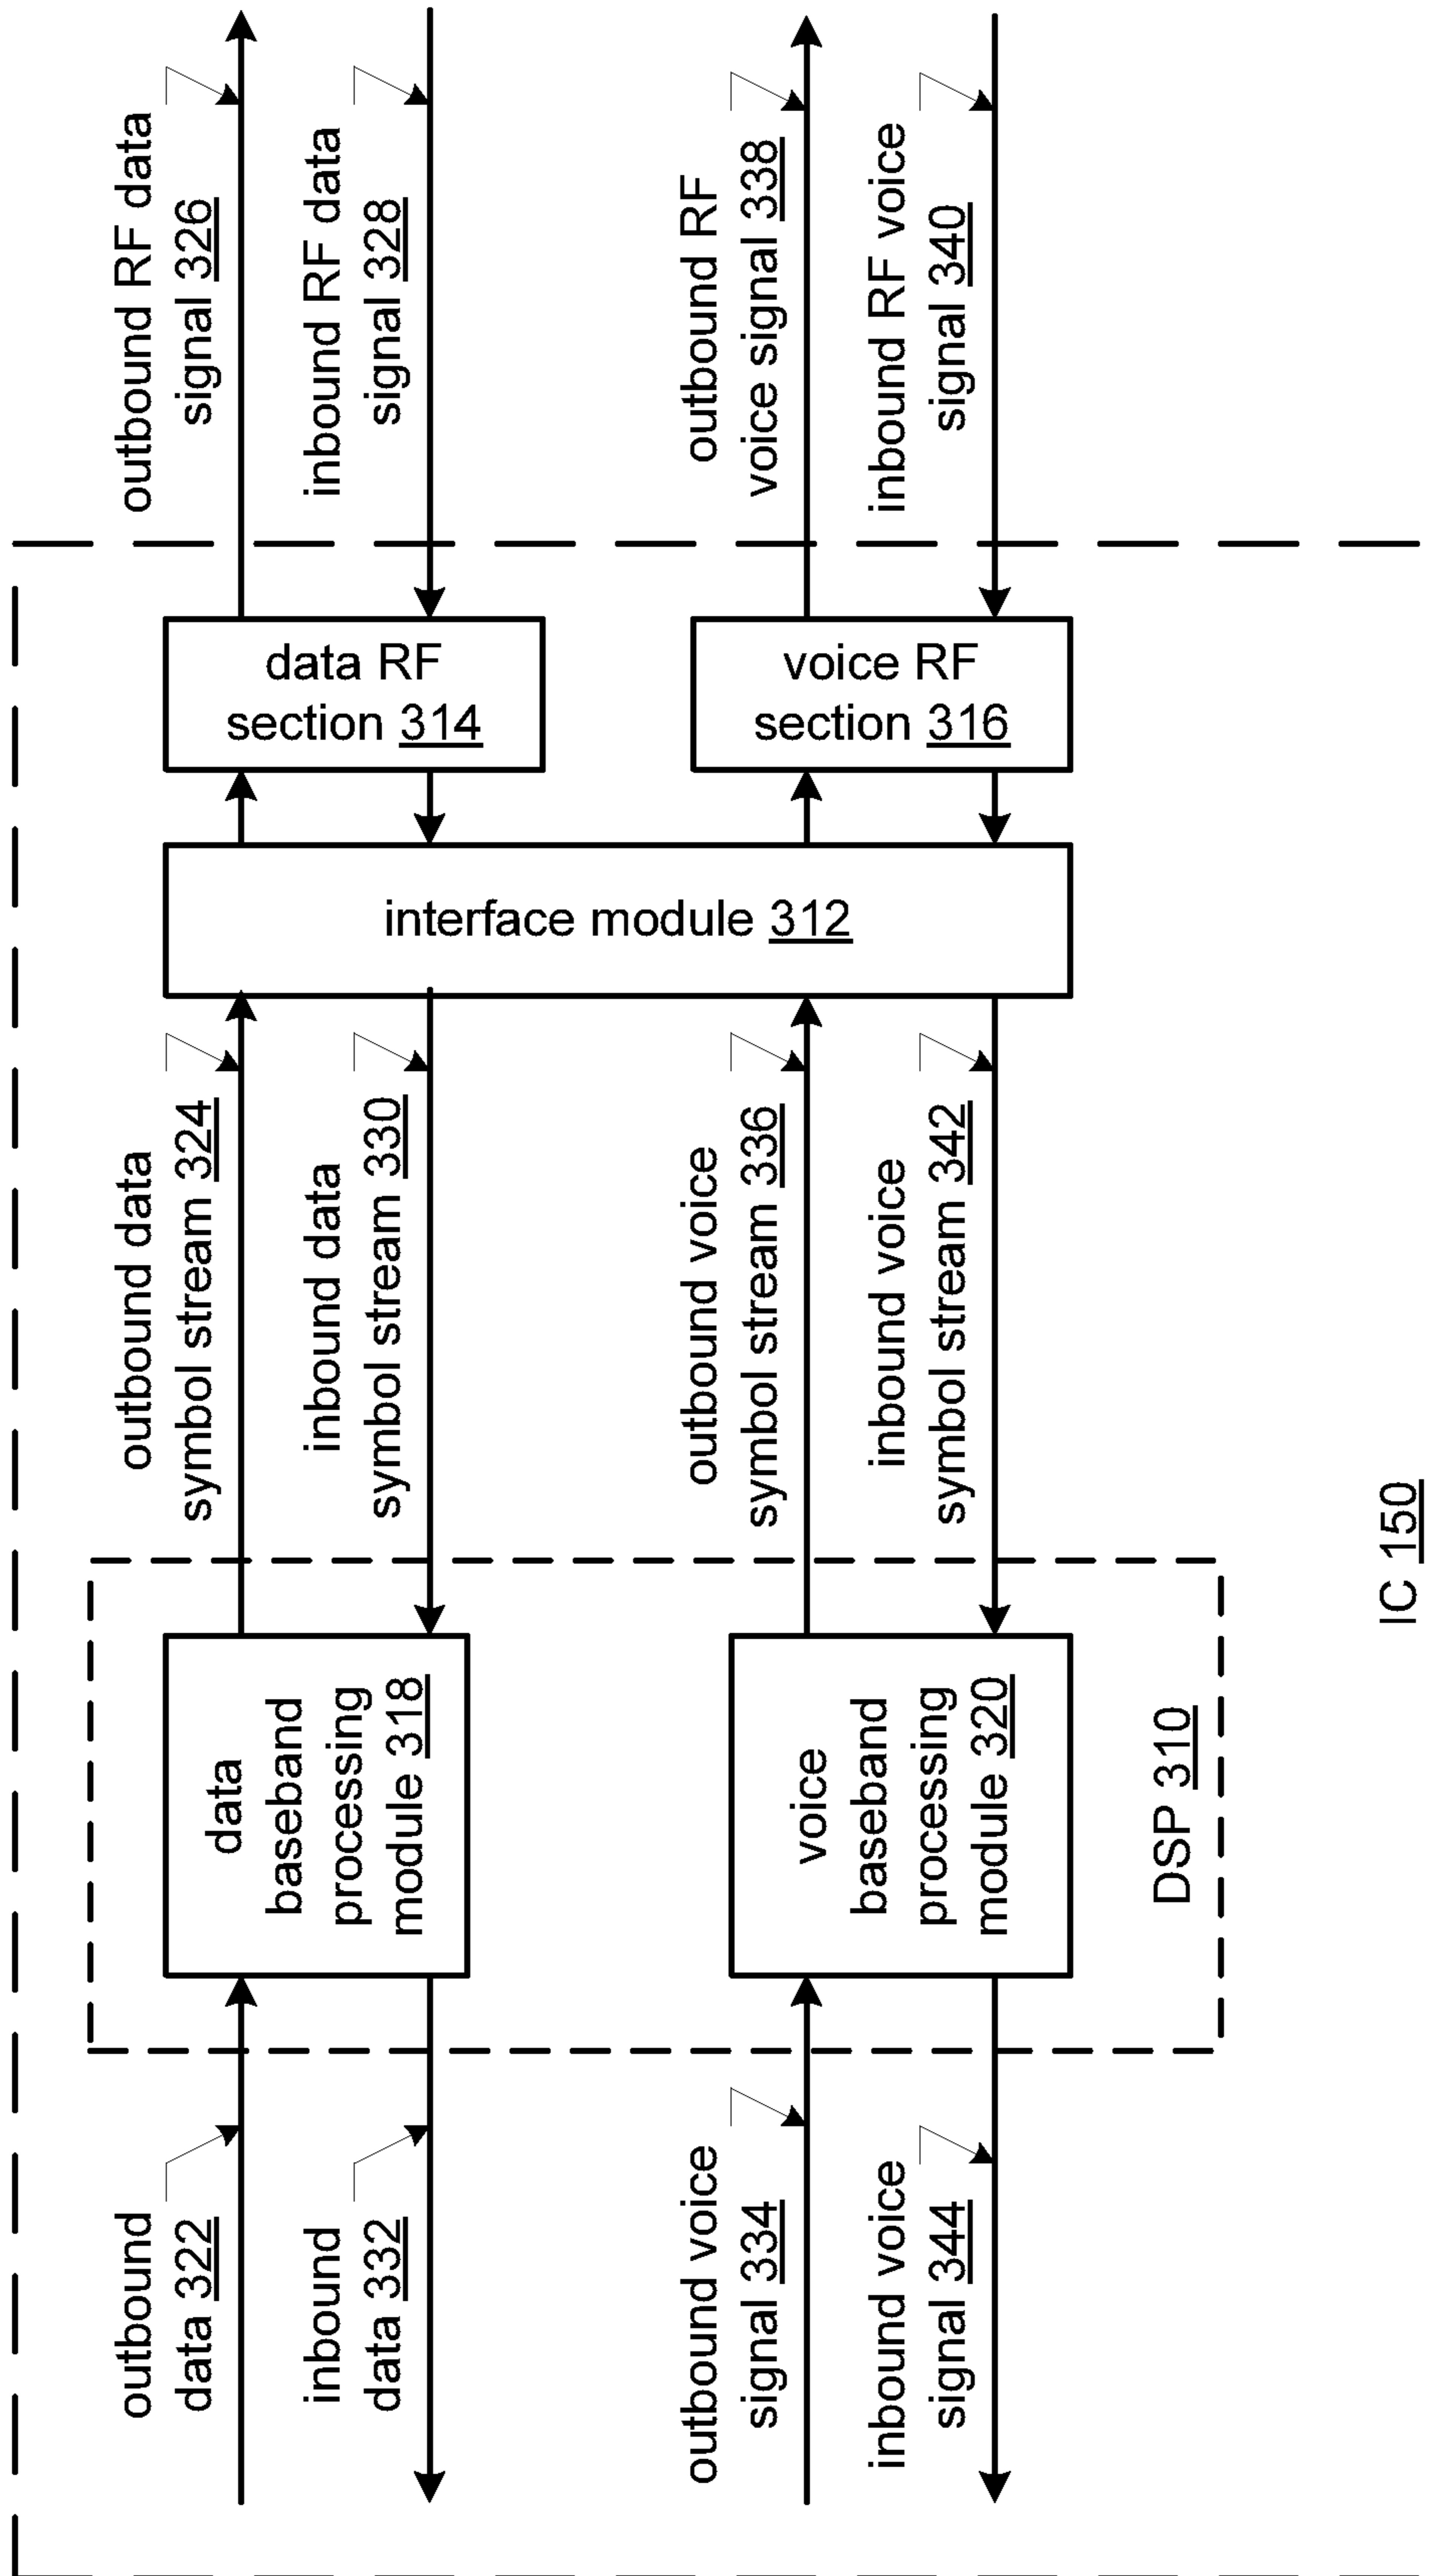 outbound
data 322
inbound
data 332
outbound voice
signal 334
inbound voice
signal 344
data
baseband
processing
module 318
voice
baseband
processing
module 320
DSP 310
outbound data
symbol stream 324
inbound data
symbol stream 330
outbound voice
symbol stream 336
inbound voice
symbol stream 342
interface module 312
data RF
section 314
voice RF
section 316
outbound RF data
signal 326
inbound RF data
signal 328
outbound RF
voice signal 338
inbound RF voice
signal 340
IC 150